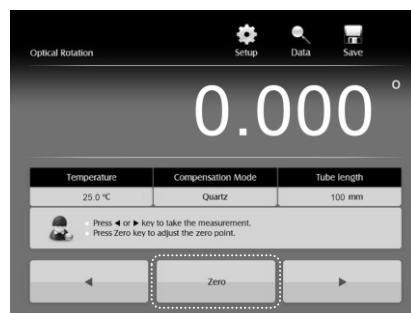 Optical Rotation
Setup
Data
Save
0.000 °
Temperature
Compensation Mode
Tube length
25.0 ℃
Quartz
100 mm
Press ◄ or ► key to take the measurement.
Press Zero key to adjust the zero point.
◄
Zero
►